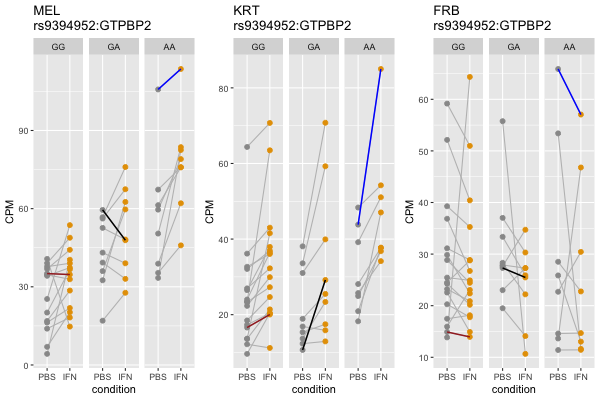 MEL
rs9394952:GTPBP2
GG GA AA
CPM
90
60
30
0
PBS IFN PBS IFN PBS IFN
condition
KRT
rs9394952:GTPBP2
GG GA AA
CPM
80
60
40
20
PBS IFN PBS IFN PBS IFN
condition
FRB
rs9394952:GTPBP2
GG GA AA
CPM
60
50
40
30
20
10
PBS IFN PBS IFN PBS IFN
condition